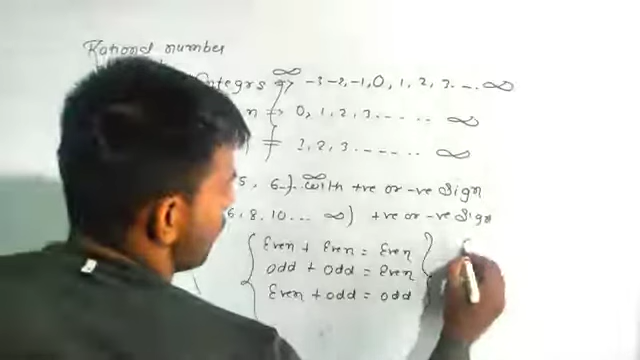 Rational number
Integrs ⇒ ∞ -3 -2, -1, 0, 1, 2, 3. -.. ∞
n → 0, 1, 2, 3. . . . . . ∞
= 1, 2, 3. - - - - . . ∞
5, 6-} ∞ with +ve or -ve Sign
6, 8. 10... ∞) +ve or -ve Sign
{ Even + Even = Even }
Odd + Odd = Even
Even + Odd = Odd